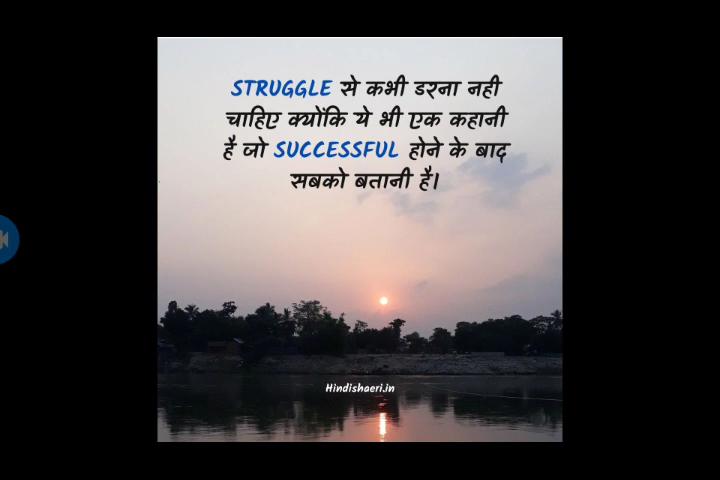 STRUGGLE से कभी डरना नही
चाहिए क्योंकि ये भी एक कहानी
है जो SUCCESSFUL होने के बाद
सबको बतानी है।
Hindishaeri.in